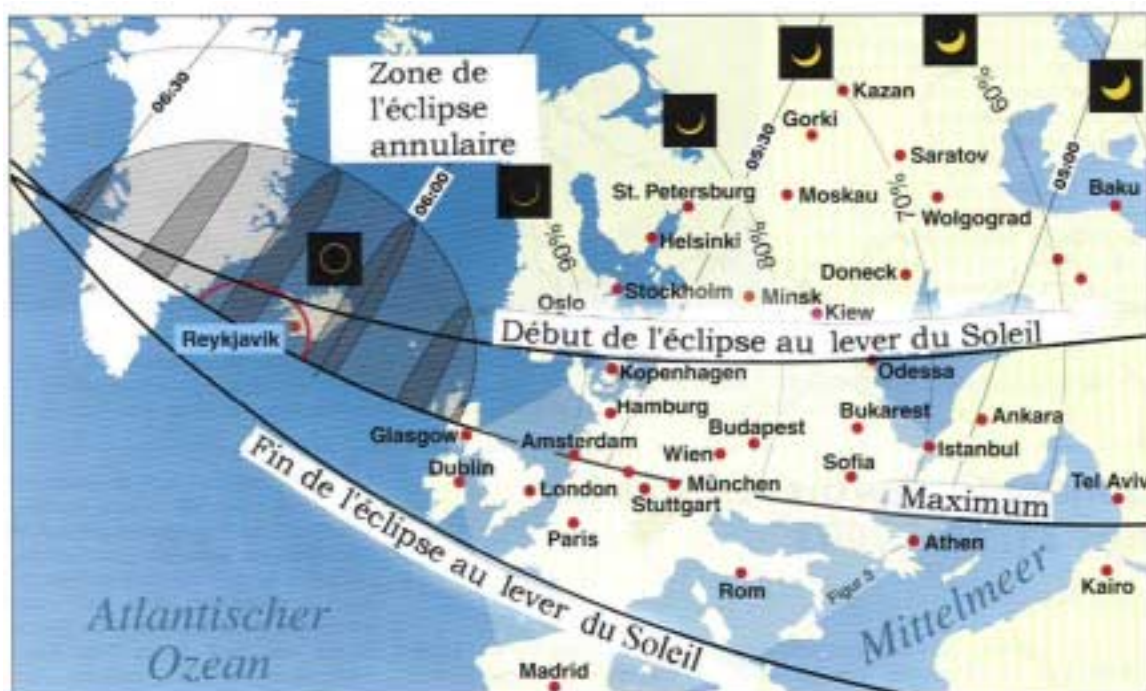 06:30
Zone de
l'éclipse
annulaire
06:00
05:30
05:00
Kazan
Gorki
60%
Saratov
St. Petersburg
Moskau
70%
Wolgograd
Baku
Helsinki
90%
80%
Doneck
Oslo
Stockholm
Minsk
Kiew
Reykjavik
Début de l'éclipse au lever du Soleil
Kopenhagen
Odessa
Hamburg
Bukarest
Ankara
Glasgow
Amsterdam
Budapest
Wien
Istanbul
Dublin
Sofia
London
München
Stuttgart
Maximum
Tel Aviv
Fin de l'éclipse au lever du Soleil
Paris
Athen
Rom
Figur 3
Kairo
Mittelmeer
Atlantischer
Ozean
Madrid